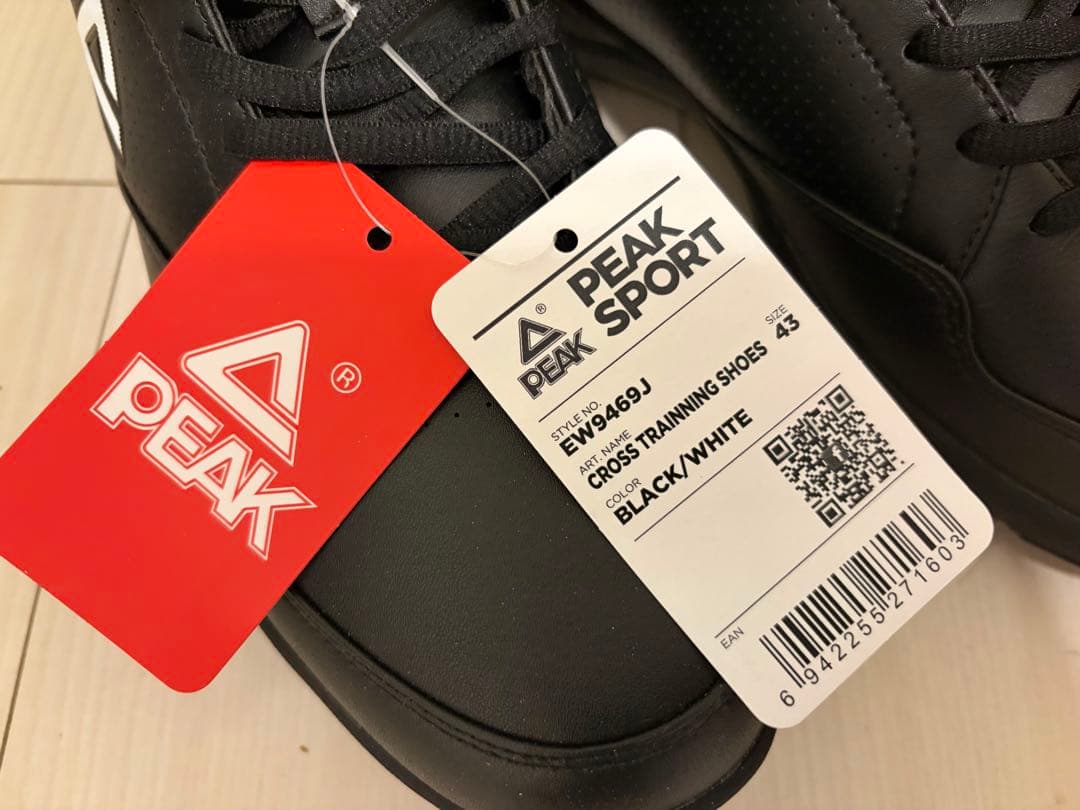 PEAK
®
PEAK
SPORT
®
PEAK
STYLE NO.
EW9469J
ART. NAME
CROSS TRAINNING SHOES
SIZE
43
COLOR
BLACK/WHITE
EAN
6 942255 271603